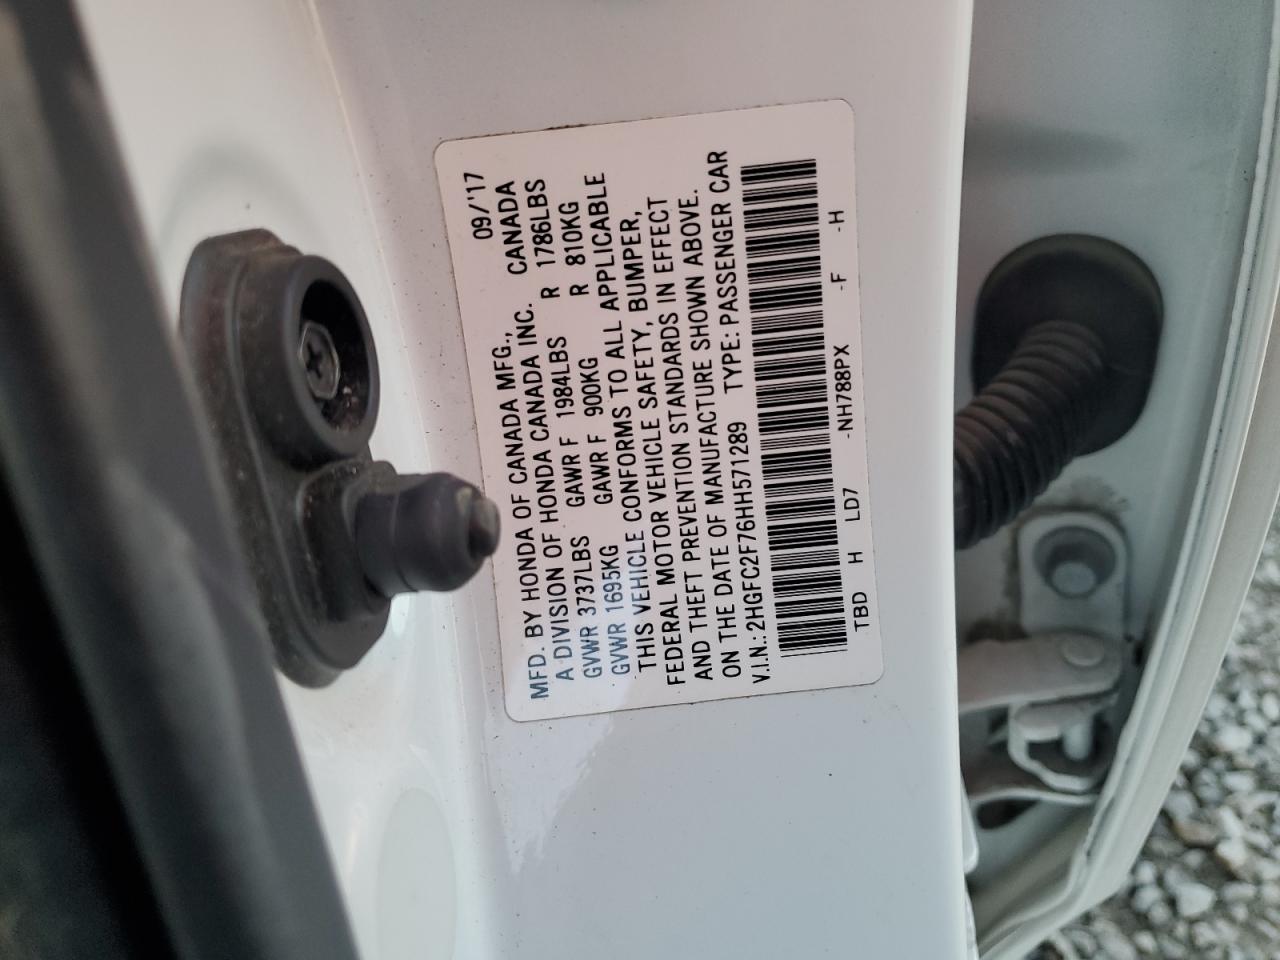 09/'17
MFD. BY HONDA OF CANADA MFG., CANADA
A DIVISION OF HONDA CANADA INC.
GVWR 3737LBS GAWR F 1984LBS R 1786LBS
GVWR 1695KG GAWR F 900KG R 810KG
THIS VEHICLE CONFORMS TO ALL APPLICABLE
FEDERAL MOTOR VEHICLE SAFETY, BUMPER,
AND THEFT PREVENTION STANDARDS IN EFFECT
ON THE DATE OF MANUFACTURE SHOWN ABOVE.
V.I.N.: 2HGFC2F76HH571289 TYPE: PASSENGER CAR
TBD H LD7 -NH788PX -F -H